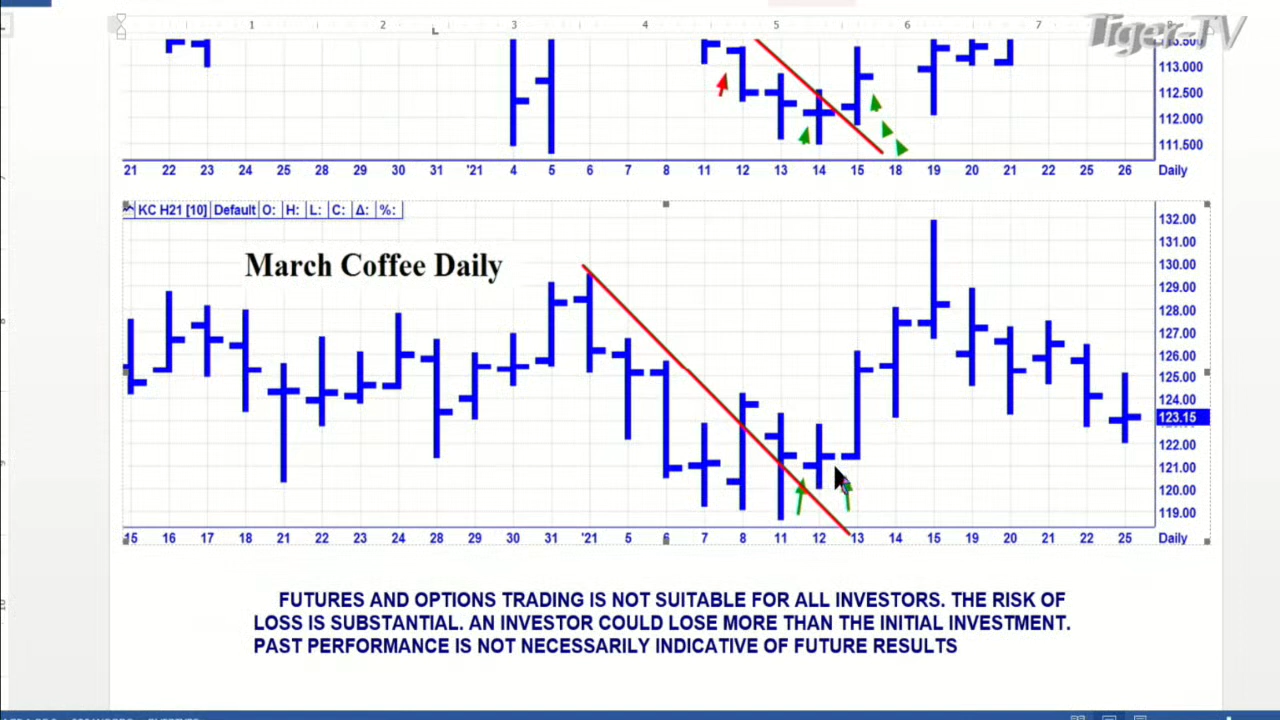 1 2 3 4 5 6 7
Tiger-TV
113.500
113.000
112.500
112.000
111.500
21 22 23 24 25 28 29 30 31 '21 4 5 6 7 8 11 12 13 14 15 18 19 20 21 22 25 26 Daily
KC H21 [10] Default O: H: L: C: Δ: %:
March Coffee Daily
132.00
131.00
130.00
129.00
128.00
127.00
126.00
125.00
124.00
123.15
122.00
121.00
120.00
119.00
15 16 17 18 21 22 23 24 28 29 30 31 '21 5 6 7 8 11 12 13 14 15 19 20 21 22 25 Daily
FUTURES AND OPTIONS TRADING IS NOT SUITABLE FOR ALL INVESTORS. THE RISK OF
LOSS IS SUBSTANTIAL. AN INVESTOR COULD LOSE MORE THAN THE INITIAL INVESTMENT.
PAST PERFORMANCE IS NOT NECESSARILY INDICATIVE OF FUTURE RESULTS